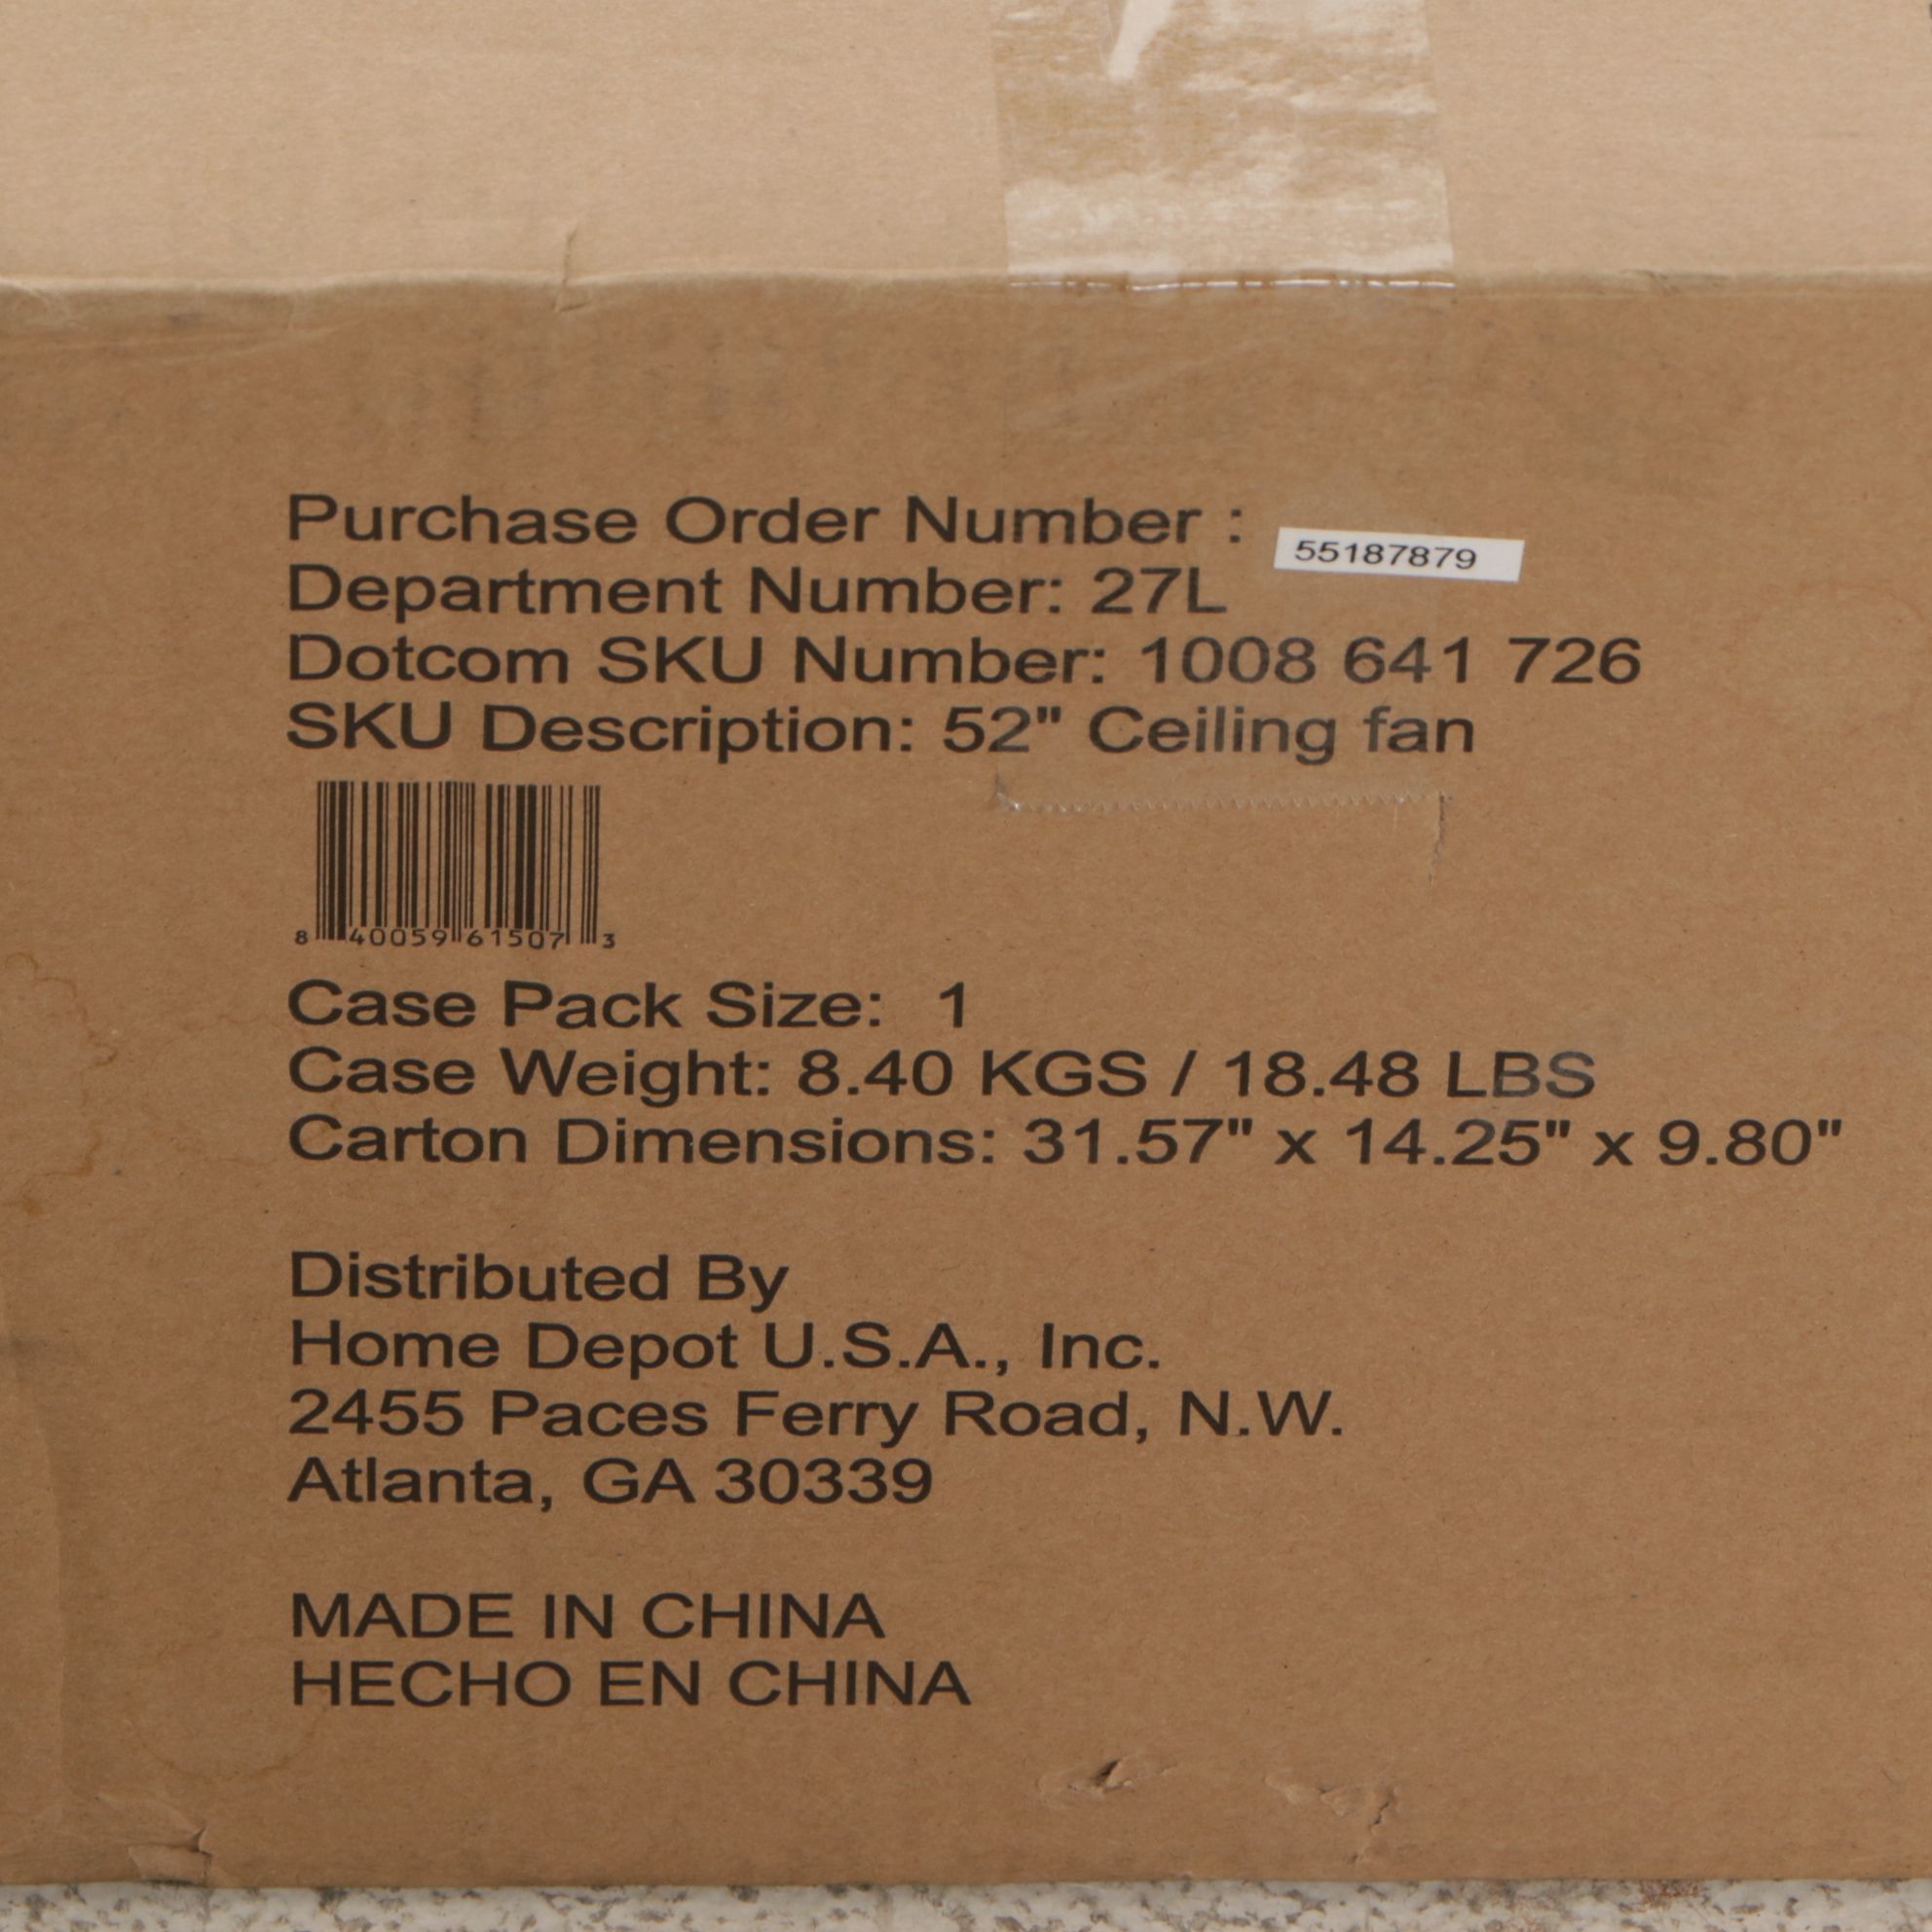 Purchase Order Number : 55187879
Department Number: 27L
Dotcom SKU Number: 1008 641 726
SKU Description: 52" Ceiling fan
8 40059 61507 3
Case Pack Size: 1
Case Weight: 8.40 KGS / 18.48 LBS
Carton Dimensions: 31.57" x 14.25" x 9.80"
Distributed By
Home Depot U.S.A., Inc.
2455 Paces Ferry Road, N.W.
Atlanta, GA 30339
MADE IN CHINA
HECHO EN CHINA